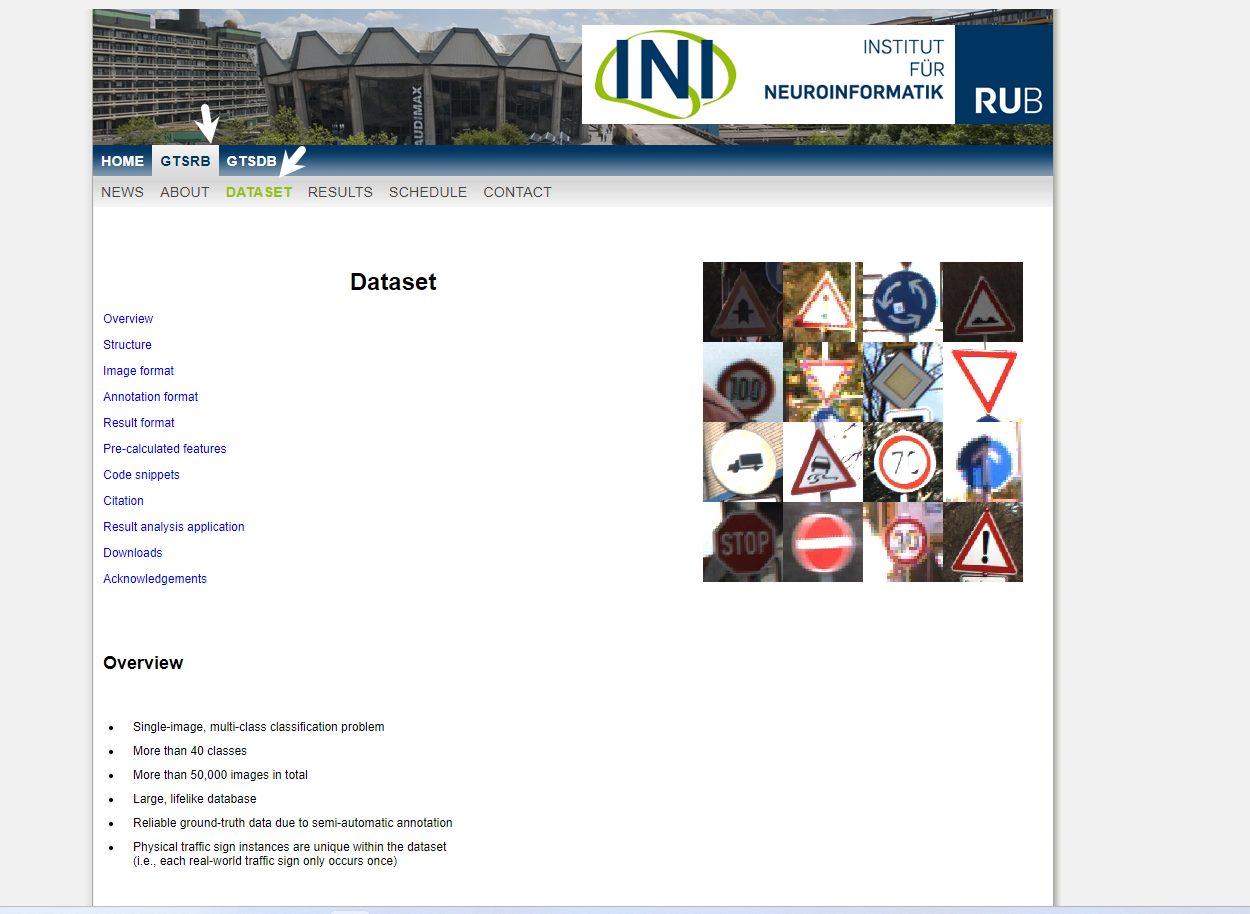 AUDIMAX
INI
INSTITUT
FÜR
NEUROINFORMATIK
RUB
HOME GTSRB GTSDB
NEWS ABOUT DATASET RESULTS SCHEDULE CONTACT
Dataset
Overview
Structure
Image format
Annotation format
Result format
Pre-calculated features
Code snippets
Citation
Result analysis application
Downloads
Acknowledgements
100
70
STOP
30
Overview
Single-image, multi-class classification problem
More than 40 classes
More than 50,000 images in total
Large, lifelike database
Reliable ground-truth data due to semi-automatic annotation
Physical traffic sign instances are unique within the dataset
(i.e., each real-world traffic sign only occurs once)